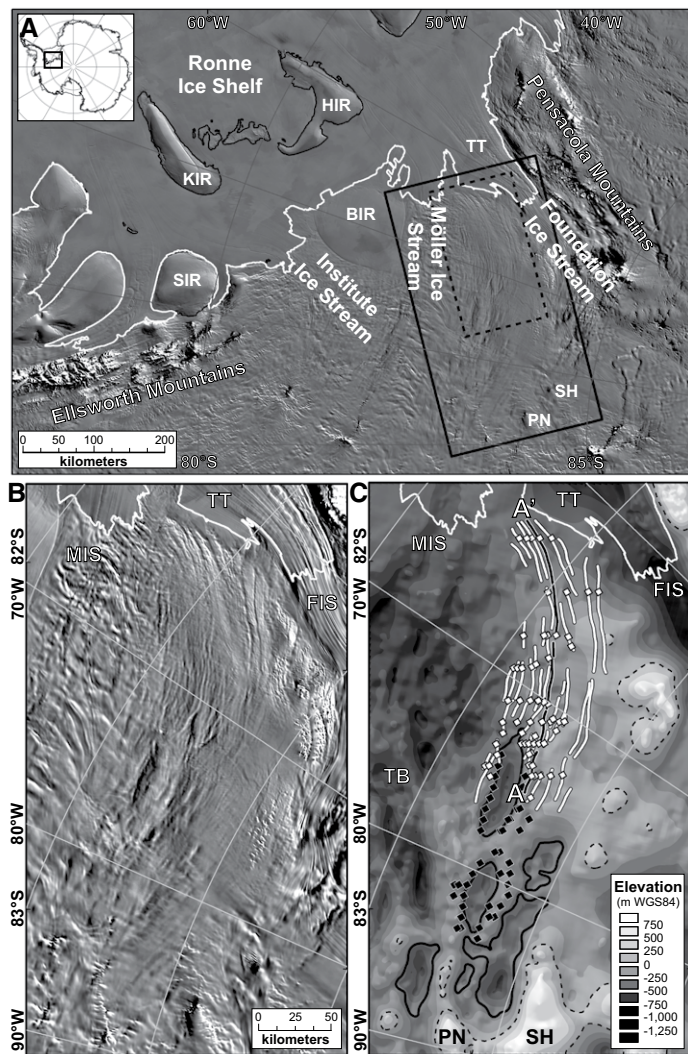 A
60°W
50°W
40°W
Ronne
Ice Shelf
HIR
KIR
TT
Pensacola Mountains
BIR
Möller Ice
Stream
Foundation
Ice Stream
SIR
Institute
Ice Stream
Ellsworth Mountains
SH
PN
0 50 100 200
kilometers
80°S
85°S
B
TT
MIS
FIS
82°S
70°W
80°W
83°S
90°W
0 25 50
kilometers
C
A'
TT
MIS
FIS
82°S
70°W
TB
A
80°W
83°S
90°W
PN
SH
Elevation
(m WGS84)
750
500
250
0
-250
-500
-750
-1,000
-1,250